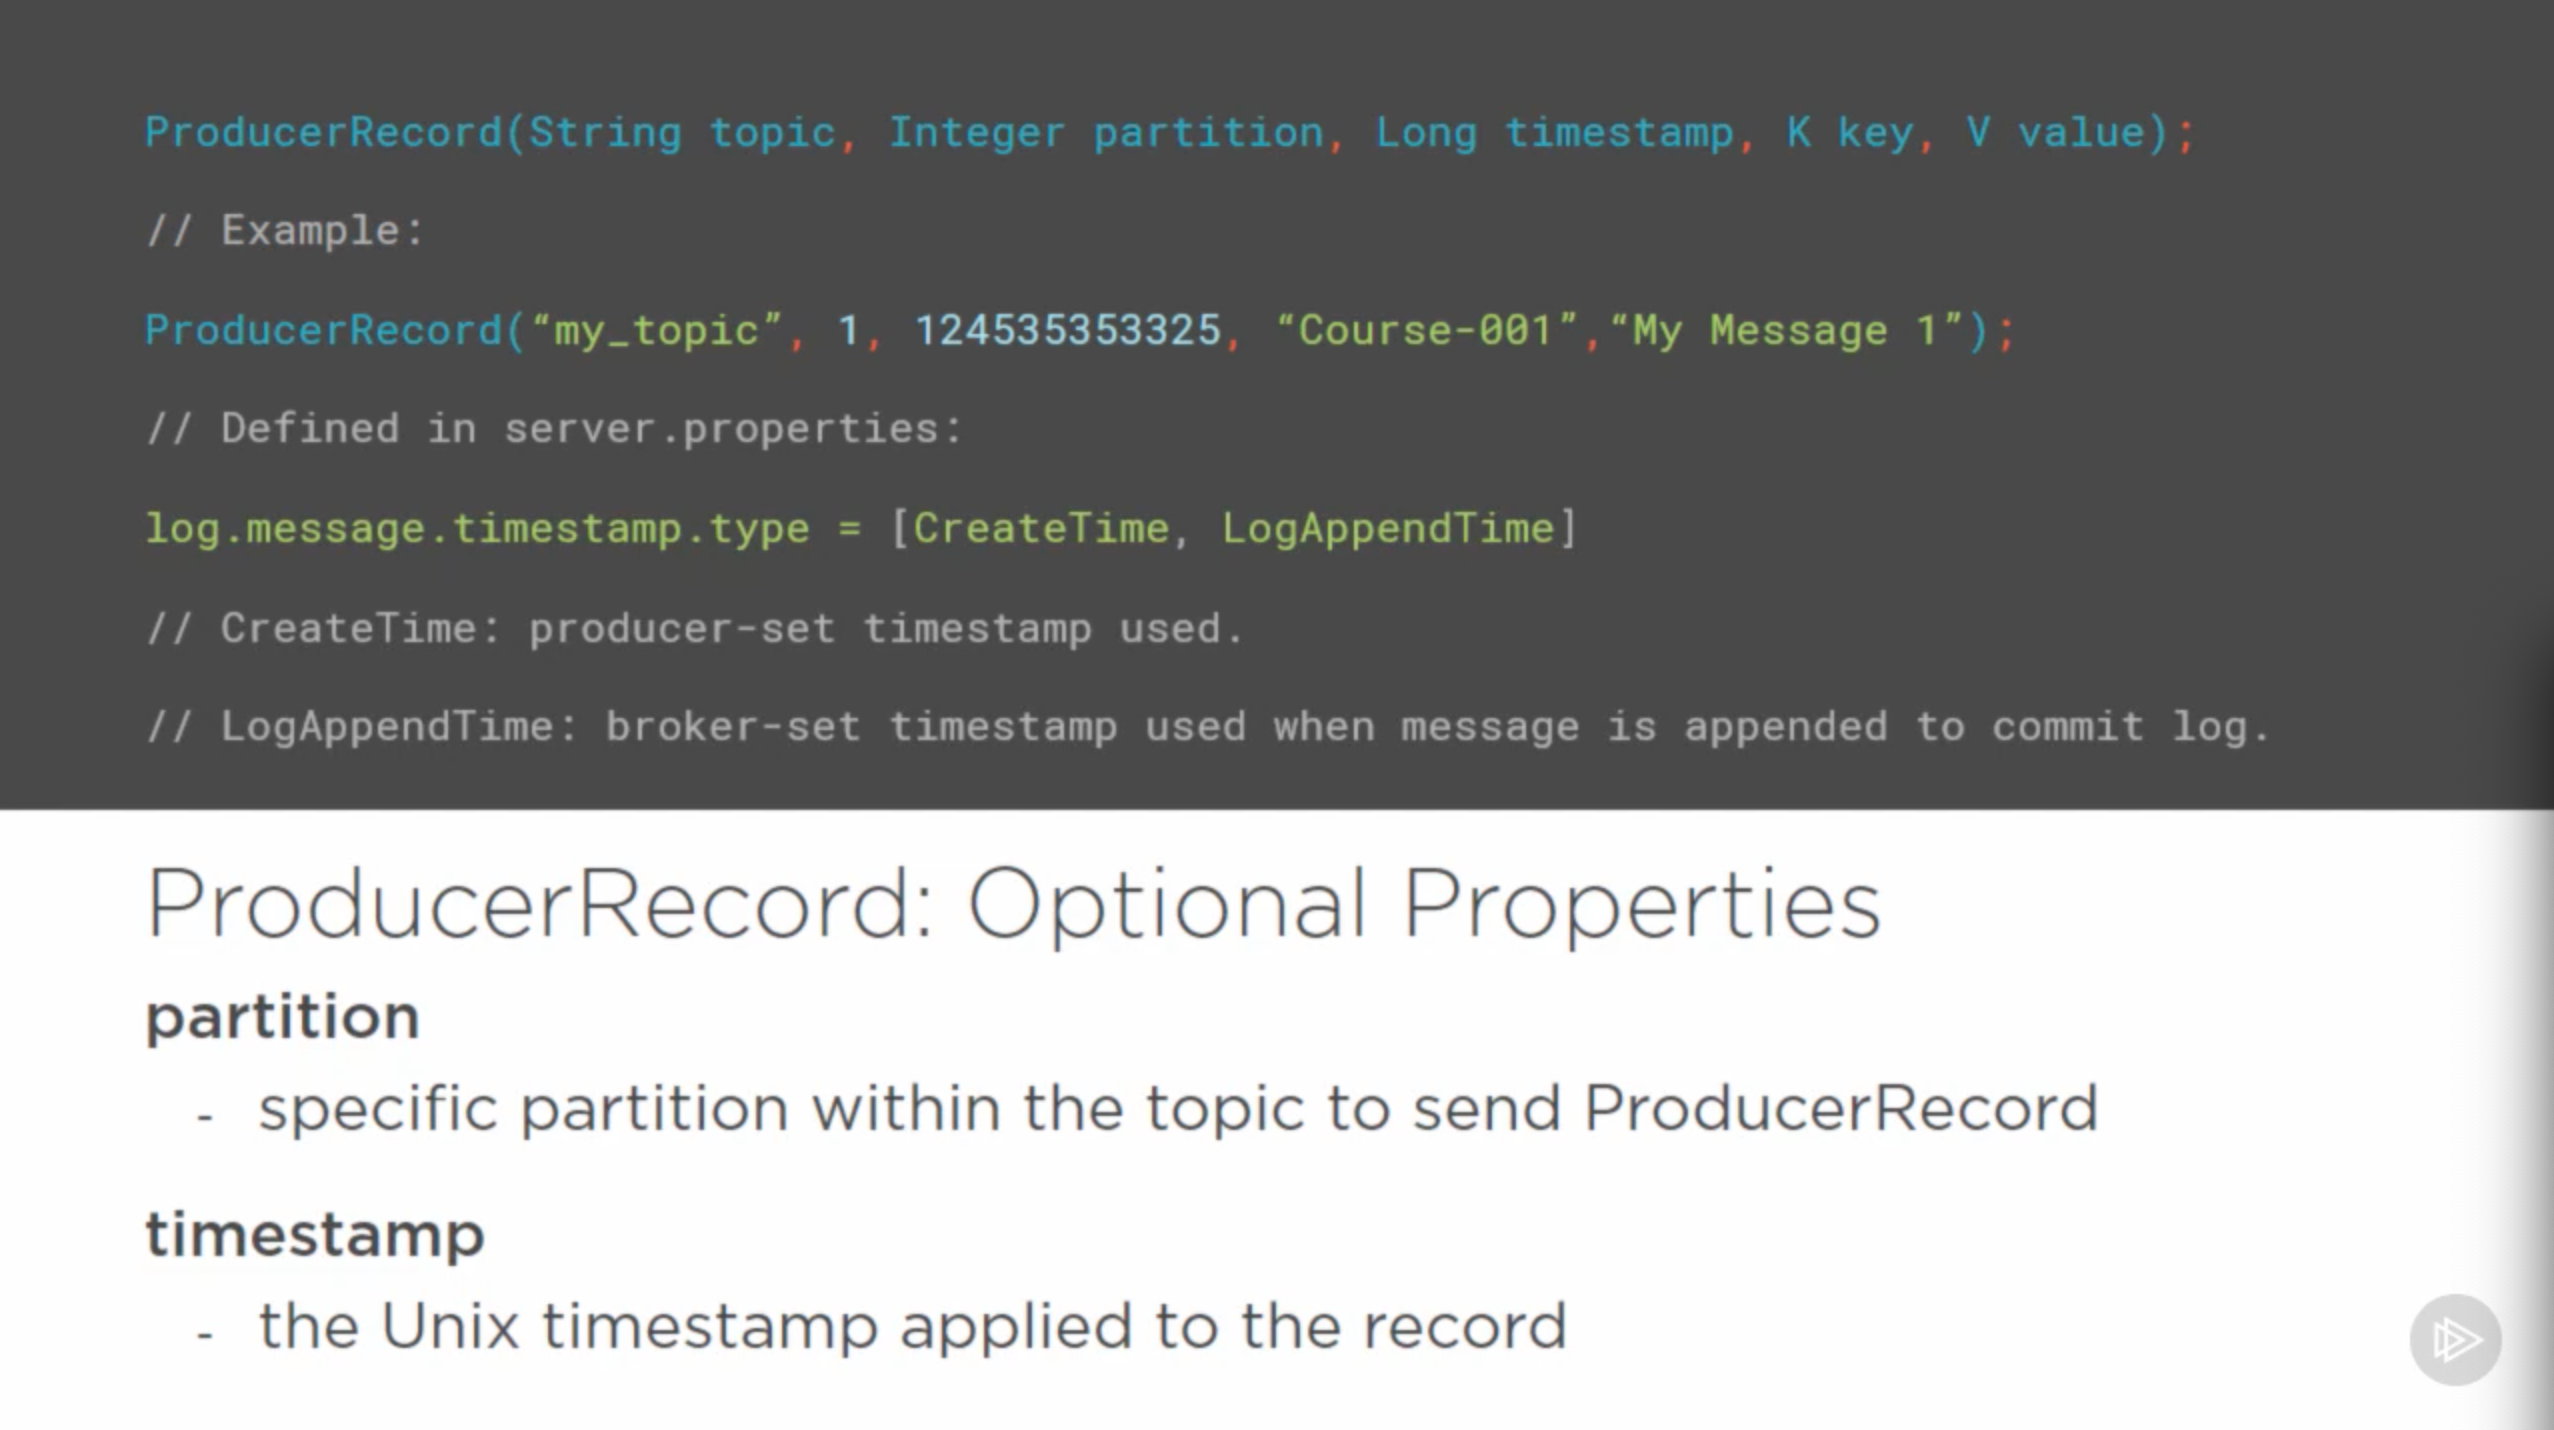 ProducerRecord(String topic, Integer partition, Long timestamp, K key, V value);
// Example:
ProducerRecord(“my_topic”, 1, 124535353325, “Course-001”,“My Message 1”);
// Defined in server.properties:
log.message.timestamp.type = [CreateTime, LogAppendTime]
// CreateTime: producer-set timestamp used.
// LogAppendTime: broker-set timestamp used when message is appended to commit log.
ProducerRecord: Optional Properties
partition
- specific partition within the topic to send ProducerRecord
timestamp
- the Unix timestamp applied to the record